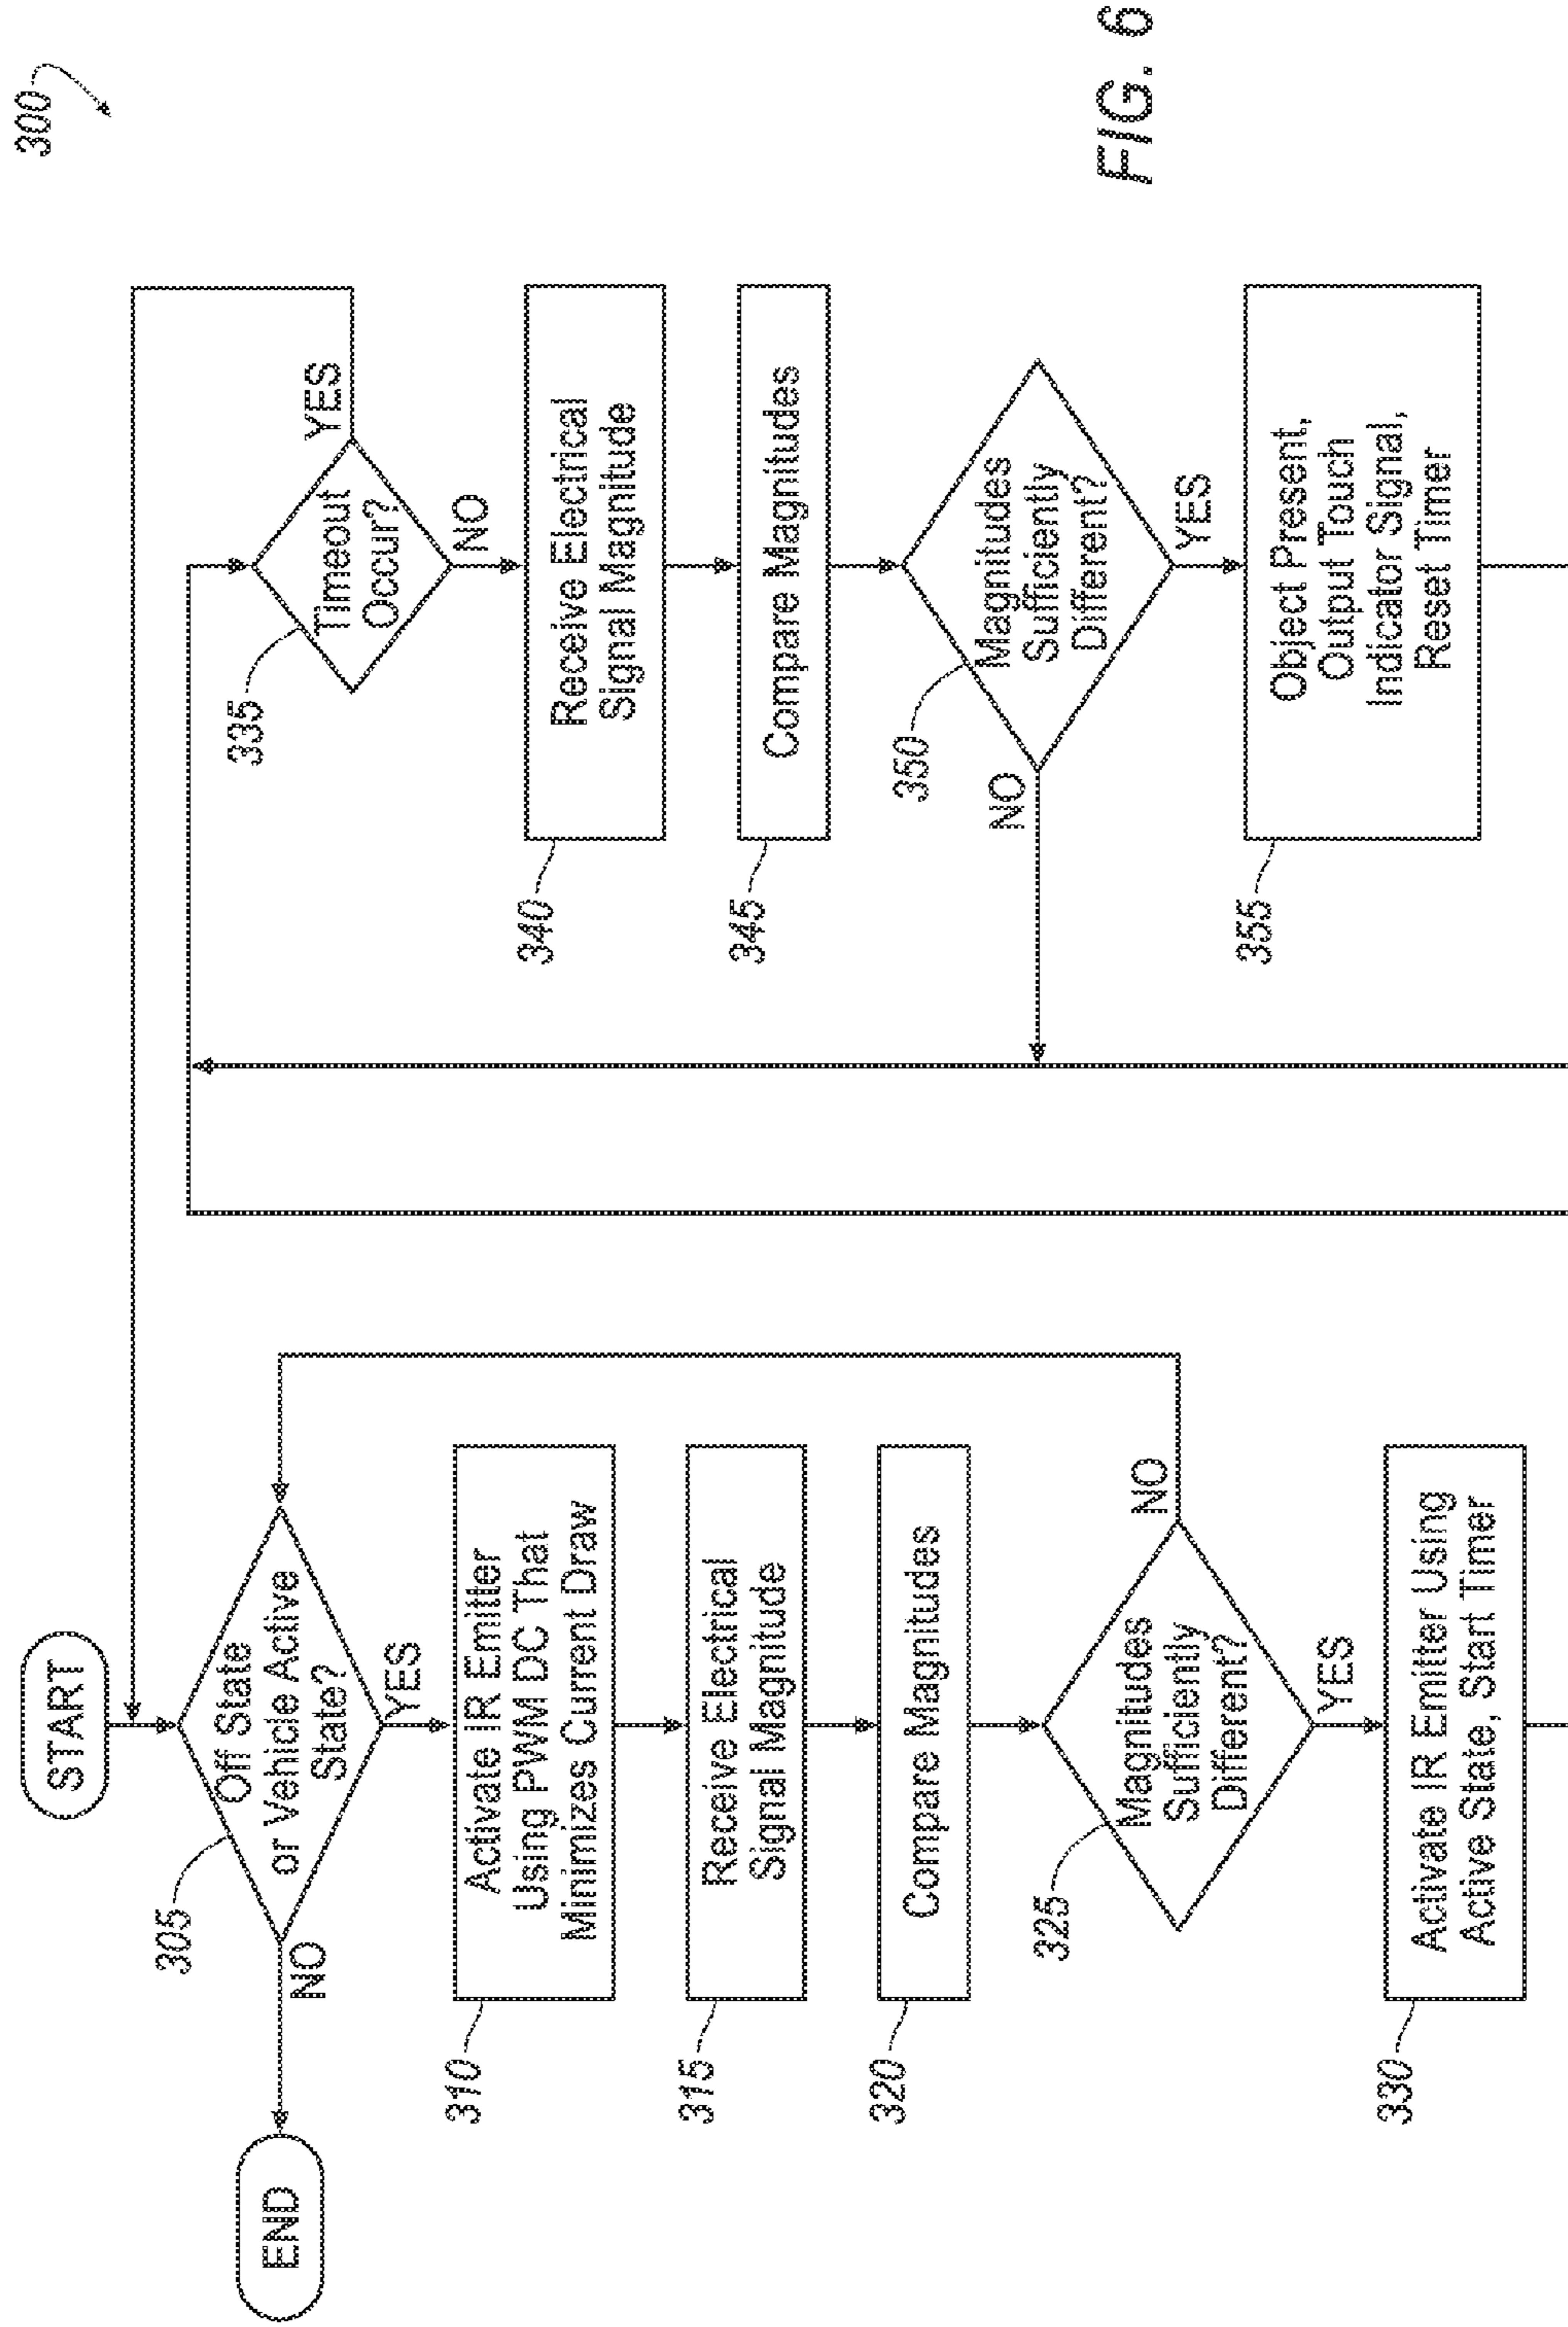 300
START
305
Off State
or Vehicle Active
State?
NO
END
YES
310
Activate IR Emitter
Using PWM DC That
Minimizes Current Draw
315
Receive Electrical
Signal Magnitude
320
Compare Magnitudes
325
Magnitudes
Sufficiently
Different?
NO
YES
330
Activate IR Emitter Using
Active State, Start Timer
335
Timeout
Occur?
YES
NO
340
Receive Electrical
Signal Magnitude
345
Compare Magnitudes
350
Magnitudes
Sufficiently
Different?
NO
YES
355
Object Present,
Output Touch
Indicator Signal,
Reset Timer
FIG. 6